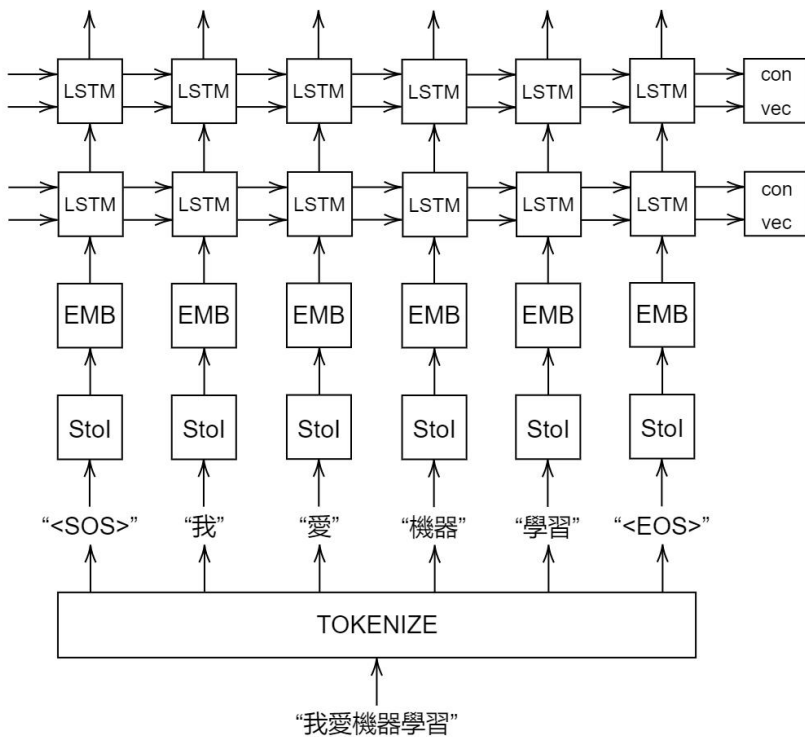 LSTM LSTM LSTM LSTM LSTM LSTM con
vec
LSTM LSTM LSTM LSTM LSTM LSTM con
vec
EMB EMB EMB EMB EMB EMB
StoI StoI StoI StoI StoI StoI
“<SOS>” “我” “愛” “機器” “學習” “<EOS>”
TOKENIZE
“我愛機器學習”